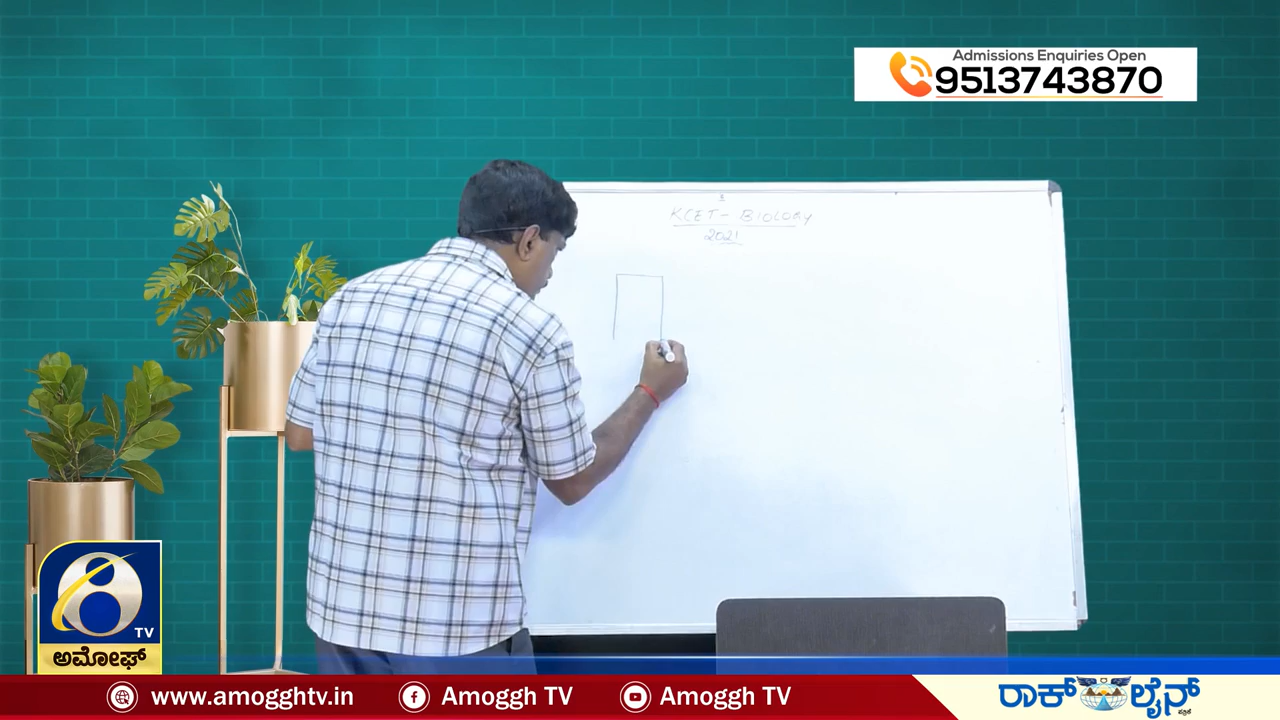 Admissions Enquiries Open
9513743870
KCET - BIOLOGY
2021
TV
ಅಮೋಘ್
www.amogghtv.in
Amoggh TV
Amoggh TV
ರಾಕ್ ಲೈನ್